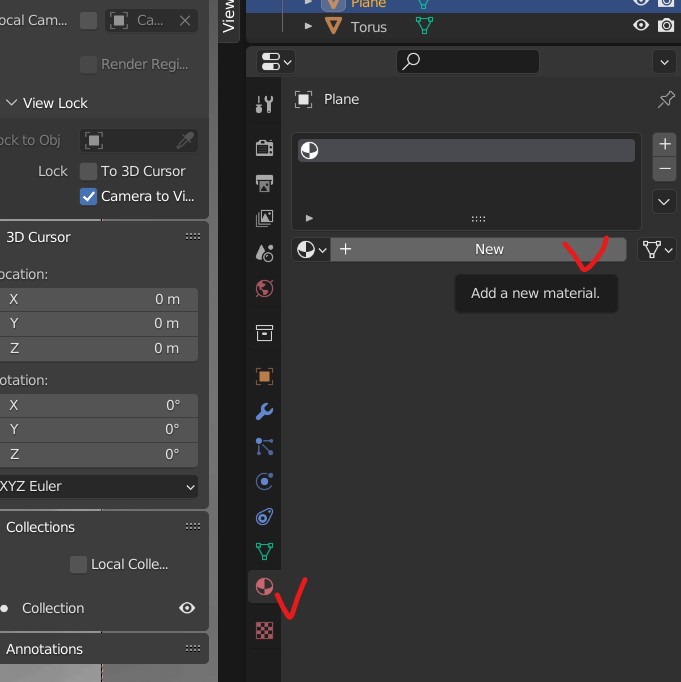 ocal Cam...
Ca...
Render Regi...
View Lock
ock to Obj
Lock
To 3D Cursor
Camera to Vi...
3D Cursor
ocation:
X 0 m
Y 0 m
Z 0 m
otation:
X 0°
Y 0°
Z 0°
XYZ Euler
Collections
Local Colle...
Collection
Annotations
View
Plane
Torus
Plane
New
Add a new material.